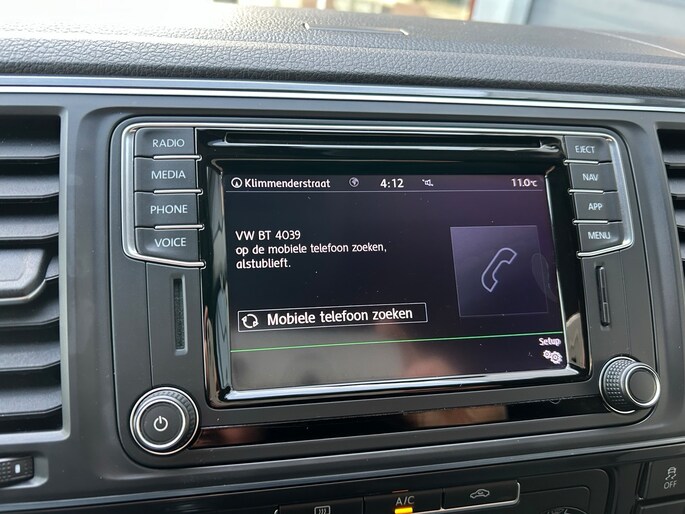 RADIO
MEDIA
PHONE
VOICE
Klimmenderstraat 4:12 11.0°C
VW BT 4039
op de mobiele telefoon zoeken,
alstublieft.
Mobiele telefoon zoeken
Setup
EJECT
NAV
APP
MENU
A/C
OFF